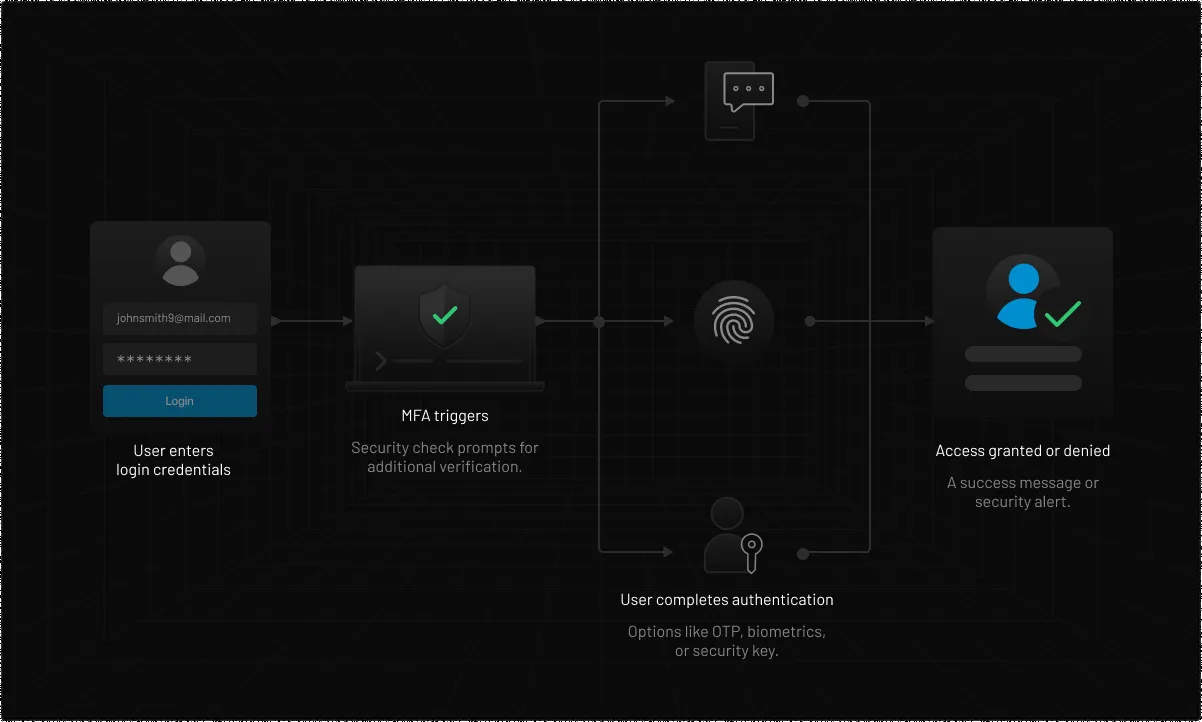 johnsmith9@mail.com
********
Login
User enters
login credentials
MFA triggers
Security check prompts for
additional verification.
User completes authentication
Options like OTP, biometrics,
or security key.
Access granted or denied
A success message or
security alert.